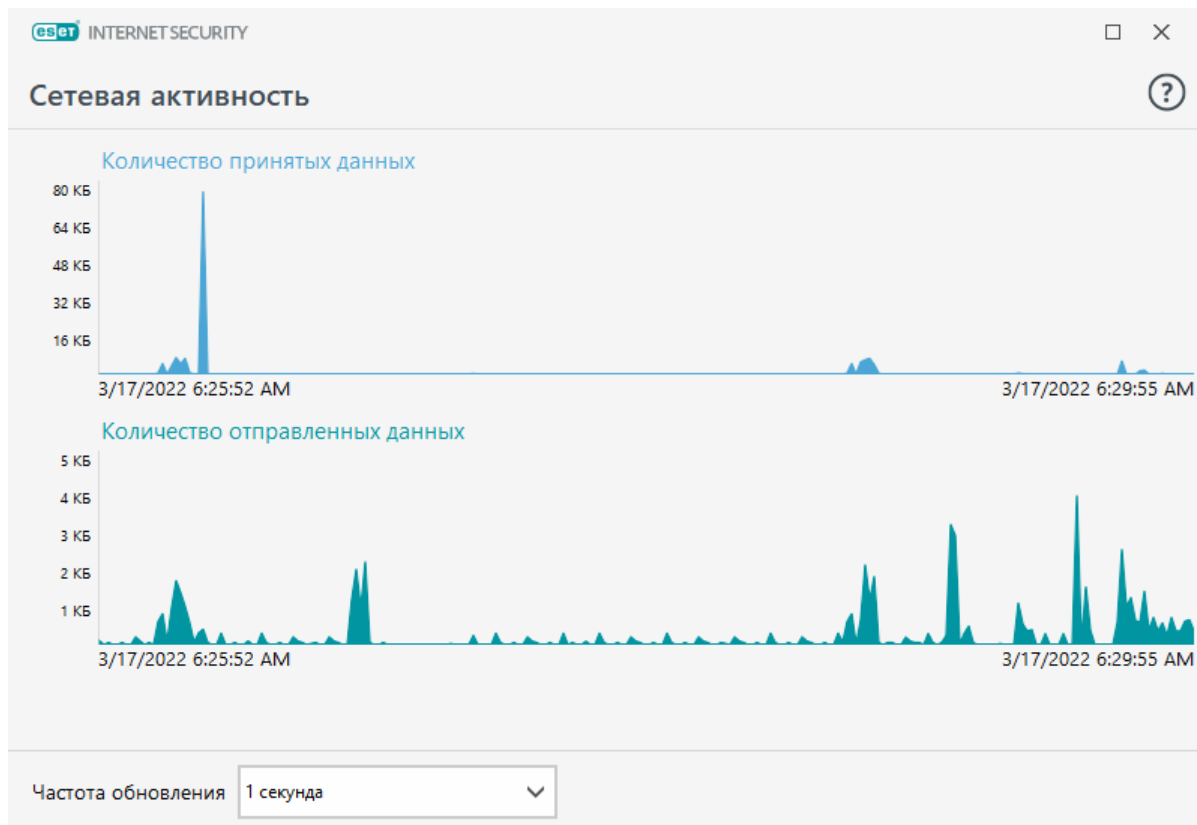 eset INTERNET SECURITY
Сетевая активность
?
Количество принятых данных
80 КБ
64 КБ
48 КБ
32 КБ
16 КБ
3/17/2022 6:25:52 AM 3/17/2022 6:29:55 AM
Количество отправленных данных
5 КБ
4 КБ
3 КБ
2 КБ
1 КБ
3/17/2022 6:25:52 AM 3/17/2022 6:29:55 AM
Частота обновления 1 секунда